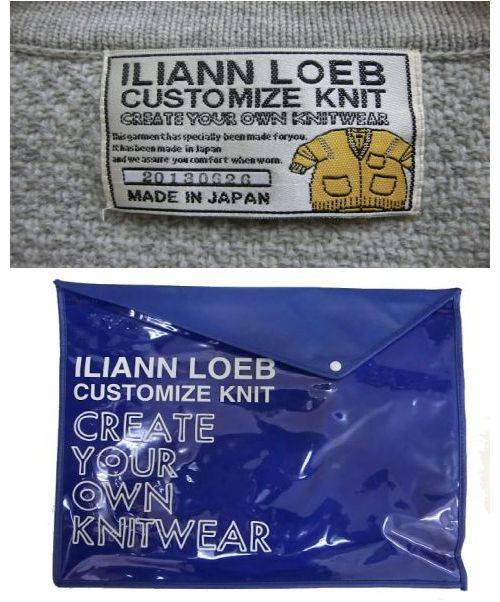 ILIANN LOEB
CUSTOMIZE KNIT
CREATE YOUR OWN KNITWEAR
This garment has specially been made for you.
It has been made in Japan
and we assure you comfort when worn.
20130626
MADE IN JAPAN
ILIANN LOEB
CUSTOMIZE KNIT
CREATE
YOUR
OWN
KNITWEAR